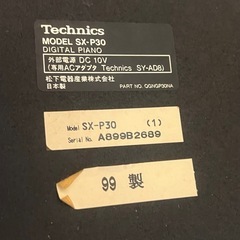 Technics
MODEL SX-P30
DIGITAL PIANO
外部電源 DC 10V
(専用ACアダプタ Technics SY-AD8)
松下電器産業株式会社
日本製
PART NO. QGNGP30NA
Model SX-P30 (1)
Serial No. A899B2689
99 製